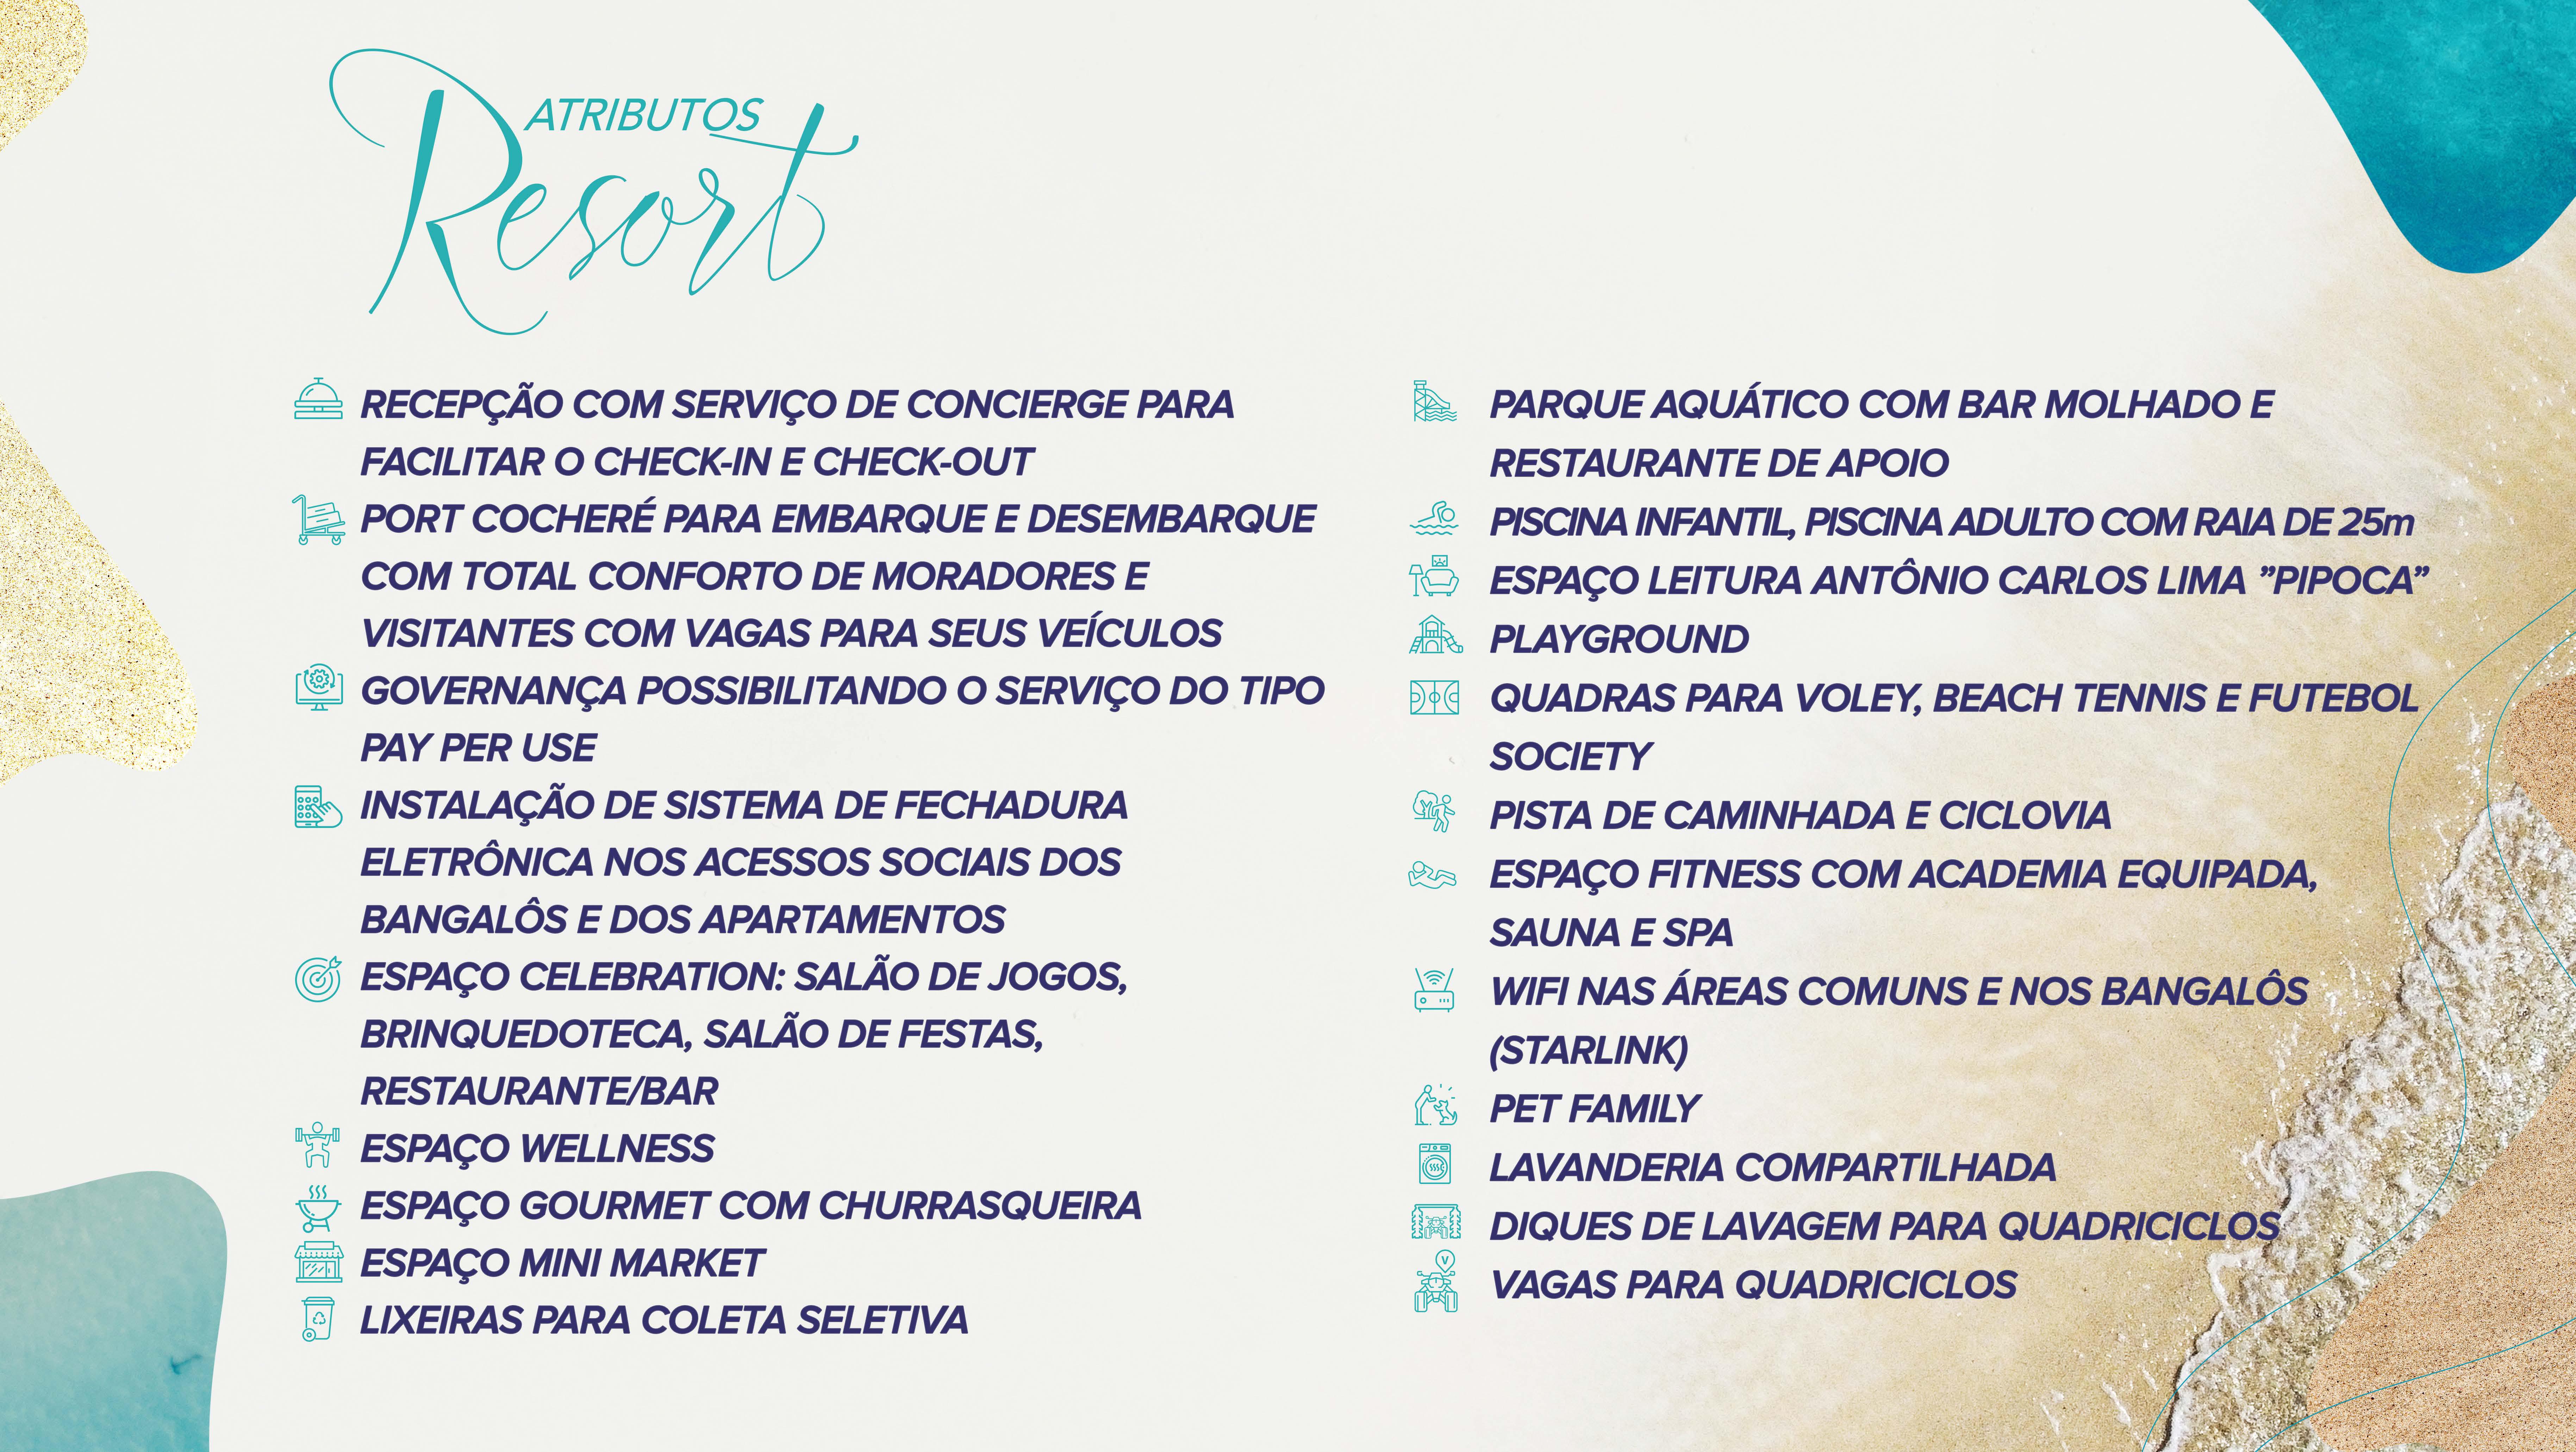 ATRIBUTOS
Resort
RECEPÇÃO COM SERVIÇO DE CONCIERGE PARA
FACILITAR O CHECK-IN E CHECK-OUT
PORT COCHERÉ PARA EMBARQUE E DESEMBARQUE
COM TOTAL CONFORTO DE MORADORES E
VISITANTES COM VAGAS PARA SEUS VEÍCULOS
GOVERNANÇA POSSIBILITANDO O SERVIÇO DO TIPO
PAY PER USE
INSTALAÇÃO DE SISTEMA DE FECHADURA
ELETRÔNICA NOS ACESSOS SOCIAIS DOS
BANGALÔS E DOS APARTAMENTOS
ESPAÇO CELEBRATION: SALÃO DE JOGOS,
BRINQUEDOTECA, SALÃO DE FESTAS,
RESTAURANTE/BAR
ESPAÇO WELLNESS
ESPAÇO GOURMET COM CHURRASQUEIRA
ESPAÇO MINI MARKET
LIXEIRAS PARA COLETA SELETIVA
PARQUE AQUÁTICO COM BAR MOLHADO E
RESTAURANTE DE APOIO
PISCINA INFANTIL, PISCINA ADULTO COM RAIA DE 25m
ESPAÇO LEITURA ANTÔNIO CARLOS LIMA ”PIPOCA”
PLAYGROUND
QUADRAS PARA VOLEY, BEACH TENNIS E FUTEBOL
SOCIETY
PISTA DE CAMINHADA E CICLOVIA
ESPAÇO FITNESS COM ACADEMIA EQUIPADA,
SAUNA E SPA
WIFI NAS ÁREAS COMUNS E NOS BANGALÔS
(STARLINK)
PET FAMILY
LAVANDERIA COMPARTILHADA
DIQUES DE LAVAGEM PARA QUADRICICLOS
V
VAGAS PARA QUADRICICLOS